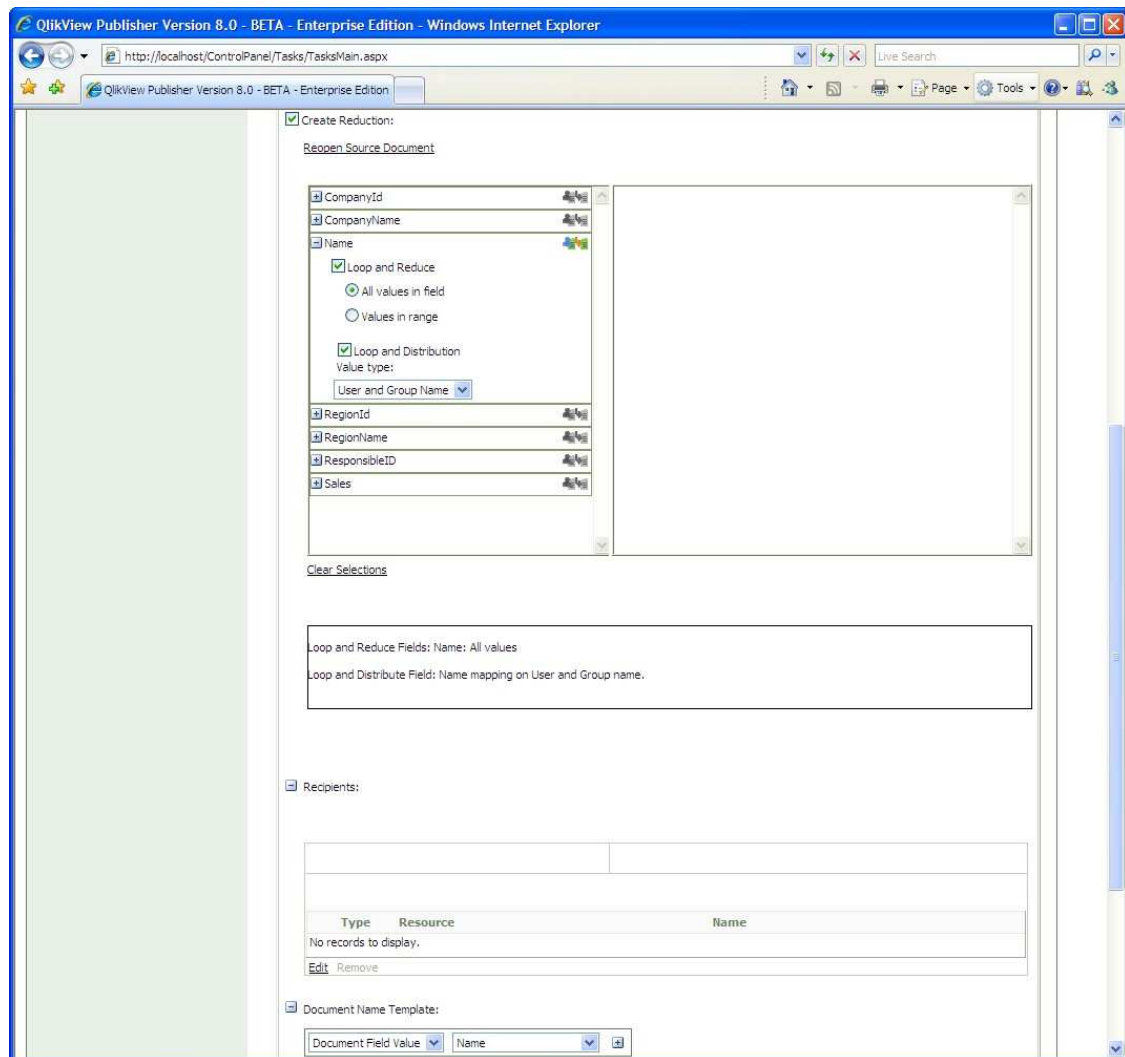 QlikView Publisher Version 8.0 - BETA - Enterprise Edition - Windows Internet Explorer
http://localhost/ControlPanel/Tasks/TasksMain.aspx
Live Search
QlikView Publisher Version 8.0 - BETA - Enterprise Edition
Page
Tools
Create Reduction:
Reopen Source Document
CompanyId
CompanyName
Name
Loop and Reduce
All values in field
Values in range
Loop and Distribution
Value type:
User and Group Name
RegionId
RegionName
ResponsibleID
Sales
Clear Selections
Loop and Reduce Fields: Name: All values
Loop and Distribute Field: Name mapping on User and Group name.
Recipients:
Type Resource Name
No records to display.
Edit Remove
Document Name Template:
Document Field Value Name